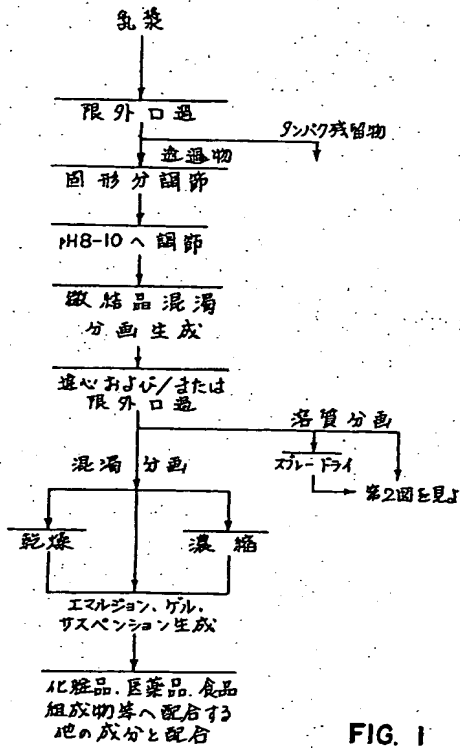 乳漿
限外口過
タンパク残留物
透過物
固形分調節
pH8-10へ調節
微結晶混濁
分画生成
遠心および/または
限外口過
溶質分画
混濁分画
スプレードライ
第2図を見よ
乾燥
濃縮
エマルジョン、ゲル、
サスペンション生成
化粧品、医薬品、食品
組成物等へ配合する
他の成分と配合
FIG. 1